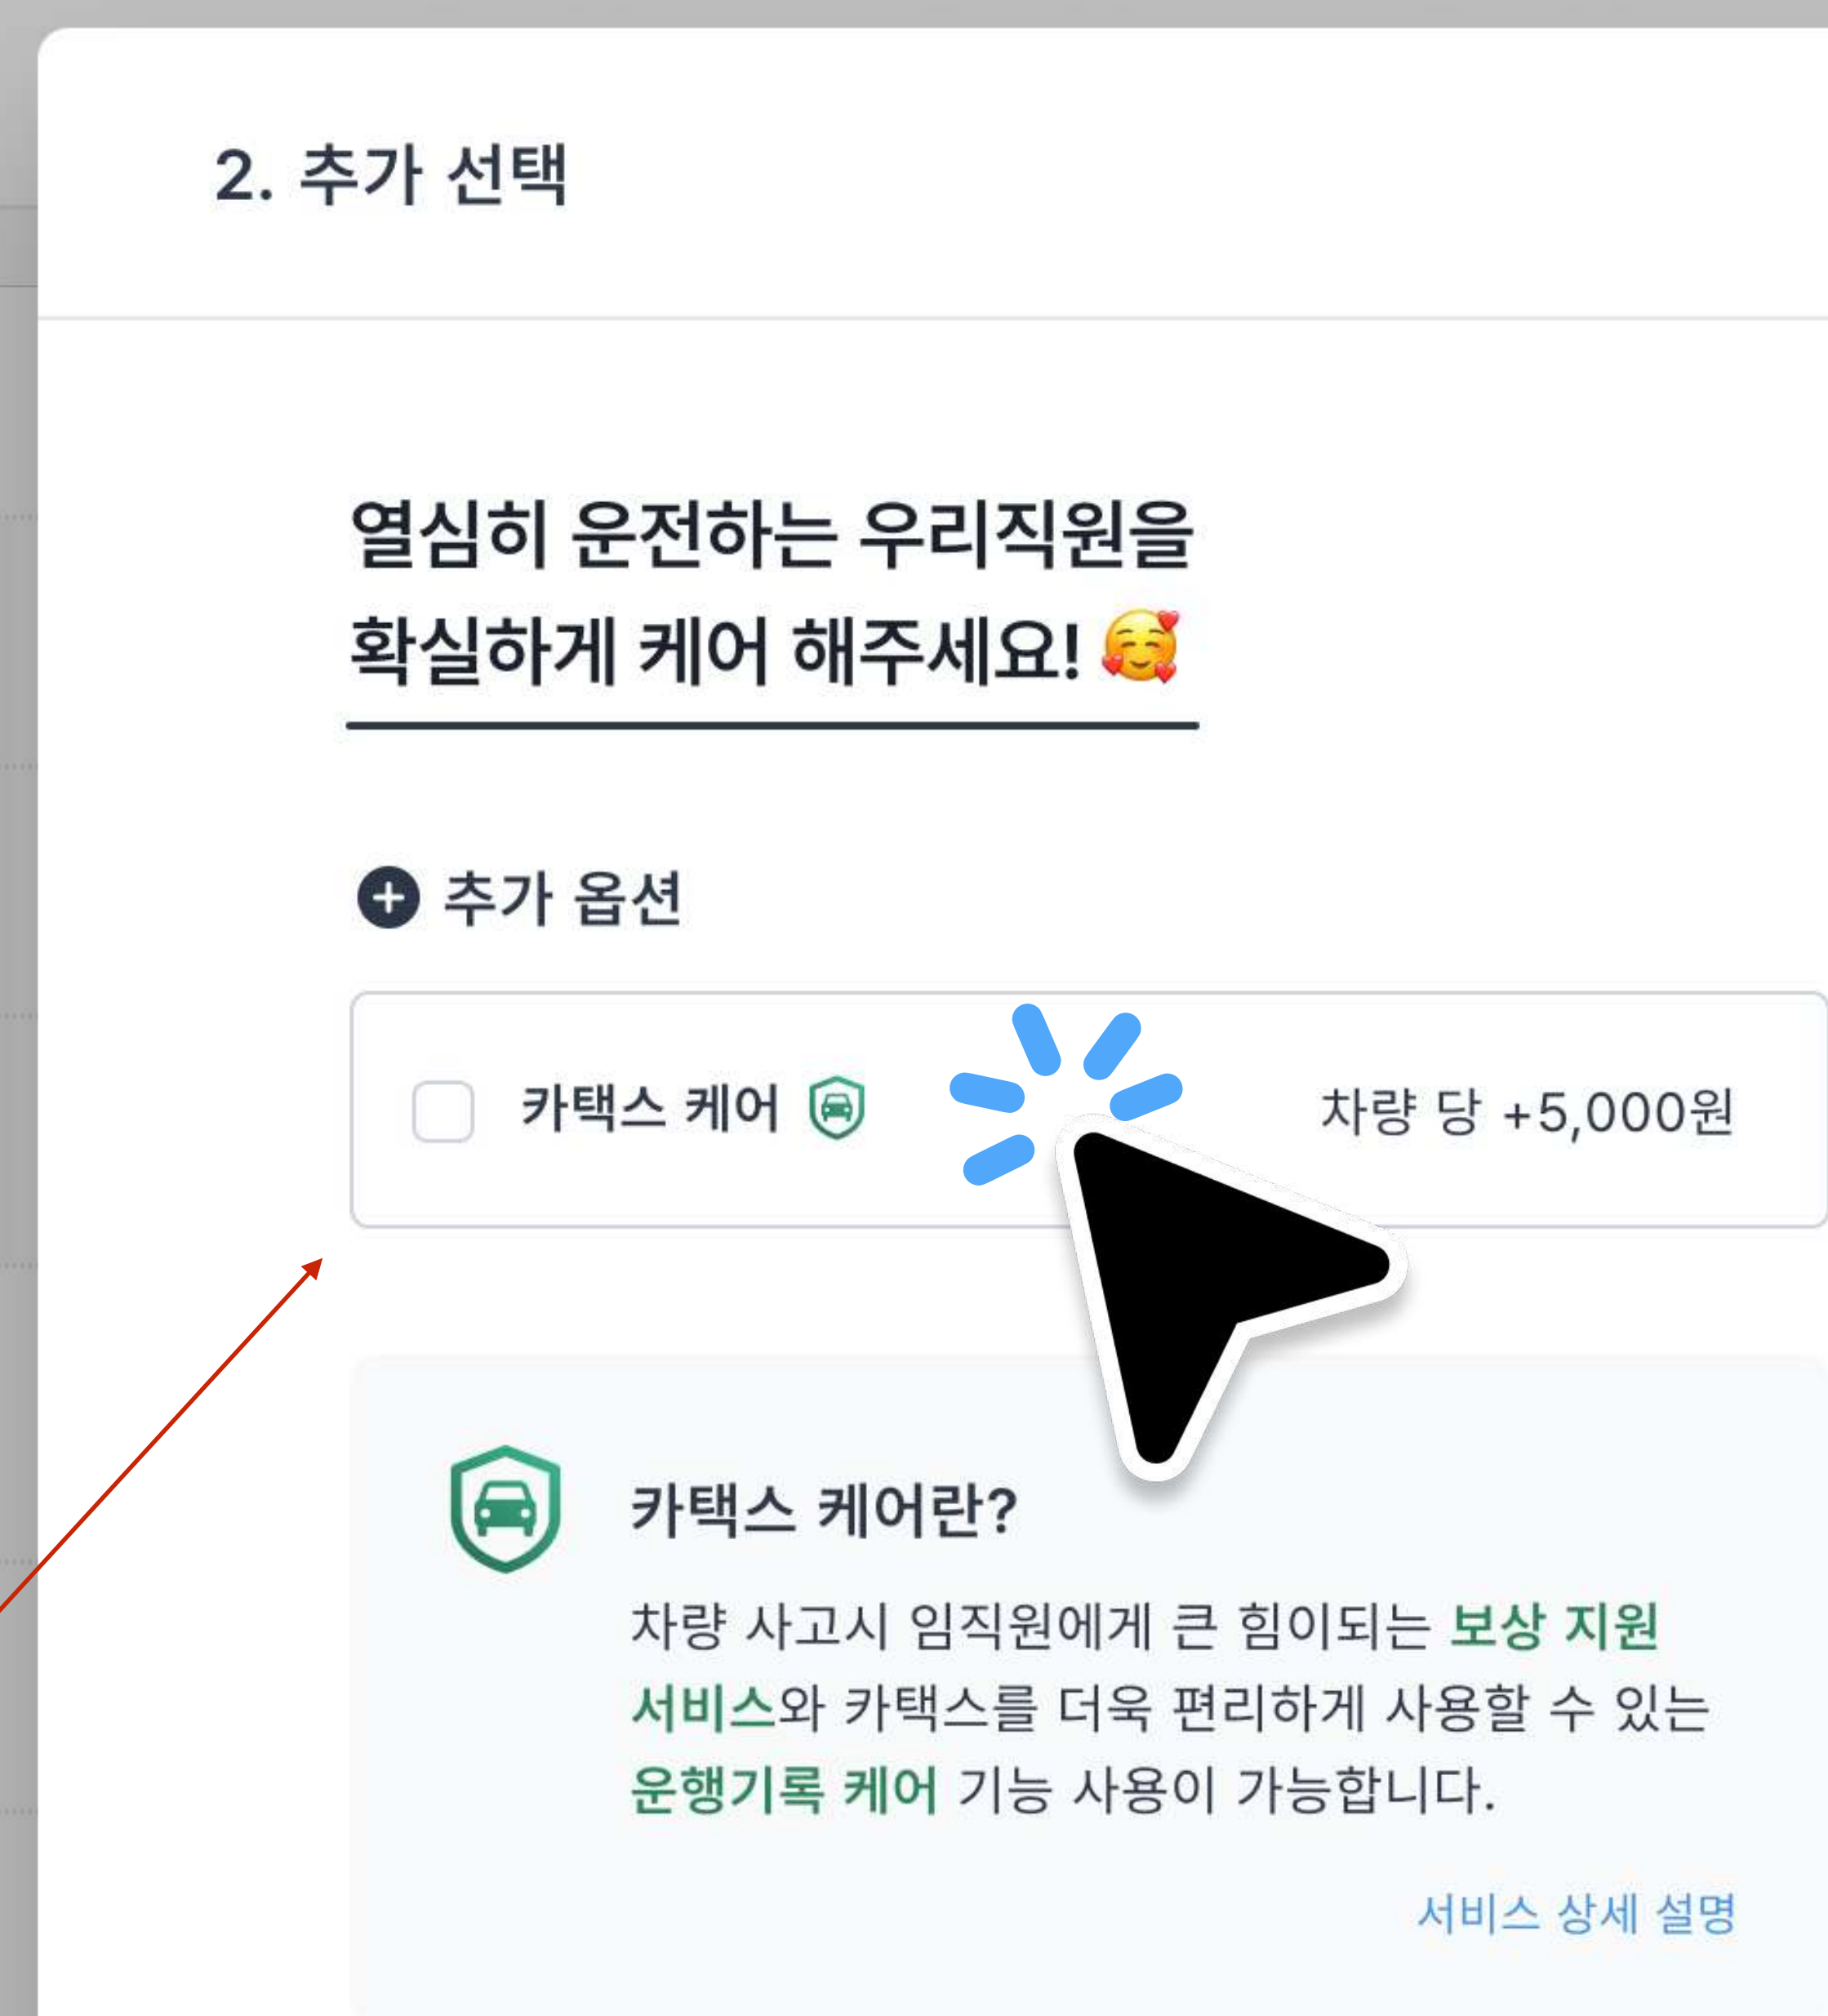 2. 추가 선택
열심히 운전하는 우리직원을
확실하게 케어 해주세요! 🥰
추가 옵션
카택스 케어 차량 당 +5,000원
카택스 케어란?
차량 사고시 임직원에게 큰 힘이되는 보상 지원
서비스와 카택스를 더욱 편리하게 사용할 수 있는
운행기록 케어 기능 사용이 가능합니다.
서비스 상세 설명